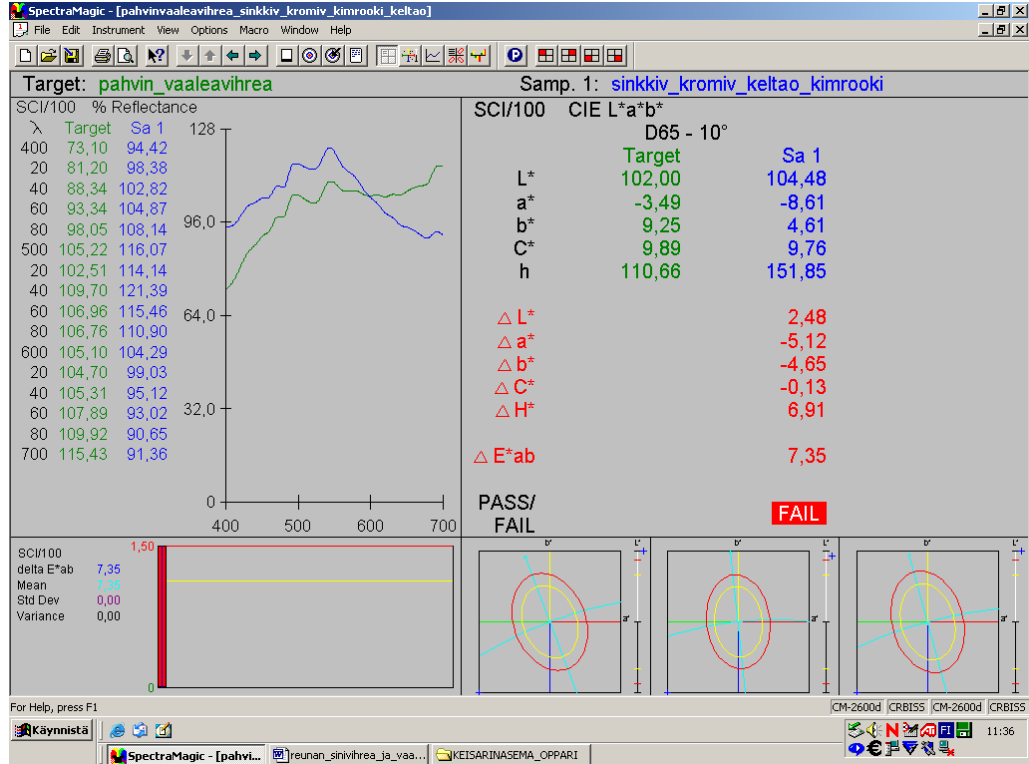 SpectraMagic - [pahvinvaaleavihrea_sinkkiv_kromiv_kimrooki_keltao]
File Edit Instrument View Options Macro Window Help
Target: pahvin_vaaleavihrea
Samp. 1: sinkkiv_kromiv_keltao_kimrooki
SCI/100 % Reflectance
λ Target Sa 1
400 73,10 94,42
20 81,20 98,38
40 88,34 102,82
60 93,34 104,87
80 98,05 108,14
500 105,22 116,07
20 102,51 114,14
40 109,70 121,39
60 106,96 115,46
80 106,76 110,90
600 105,10 104,29
20 104,70 99,03
40 105,31 95,12
60 107,89 93,02
80 109,92 90,65
700 115,43 91,36
128
96,0
64,0
32,0
0
400 500 600 700
SCI/100 CIE L*a*b*
D65 - 10°
Target Sa 1
L* 102,00 104,48
a* -3,49 -8,61
b* 9,25 4,61
C* 9,89 9,76
h 110,66 151,85
△ L* 2,48
△ a* -5,12
△ b* -4,65
△ C* -0,13
△ H* 6,91
△ E*ab 7,35
PASS/
FAIL FAIL
SCI/100
delta E*ab 7,35
Mean 7,35
Std Dev 0,00
Variance 0,00
1,50
0
b' L' b' L' b' L'
a' a' a'
For Help, press F1
CM-2600d CRBISS CM-2600d CRBISS
Käynnistä
FI
11:36
SpectraMagic - [pahvi...
reunan_sinivihrea_ja_vaa...
KEISARINASEMA_OPPARI